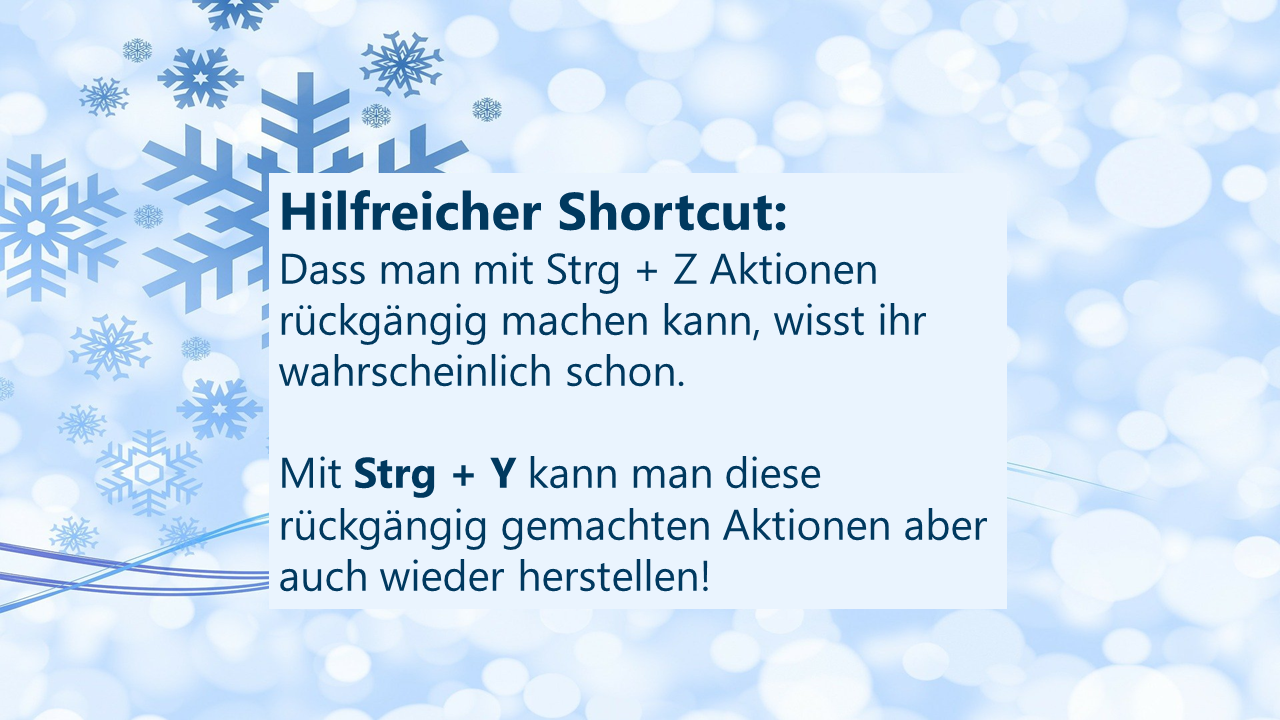 Hilfreicher Shortcut:
Dass man mit Strg + Z Aktionen
rückgängig machen kann, wisst ihr
wahrscheinlich schon.
Mit Strg + Y kann man diese
rückgängig gemachten Aktionen aber
auch wieder herstellen!